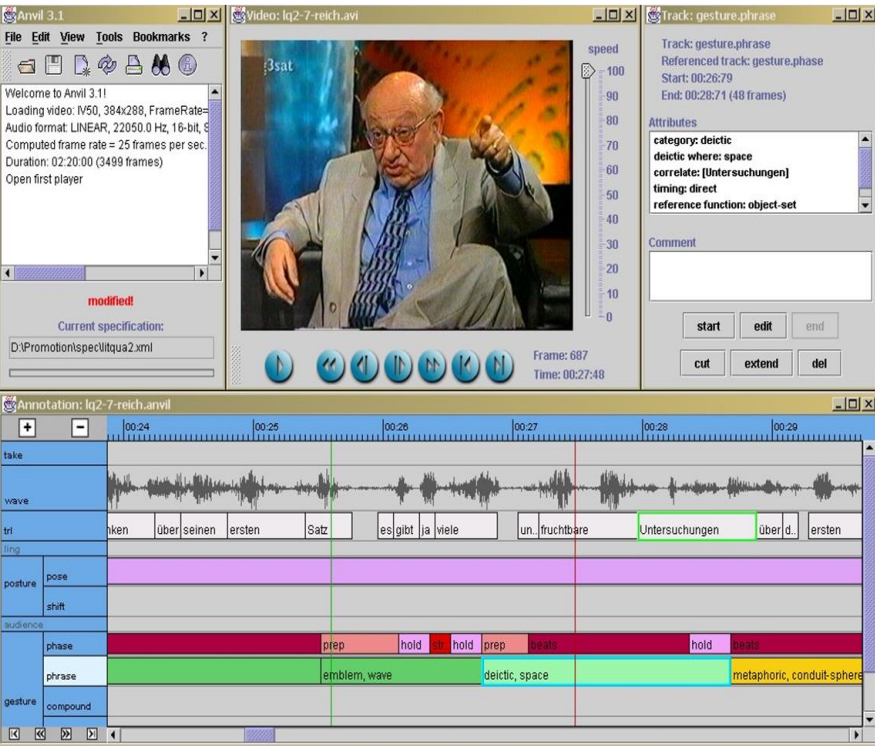 Anvil 3.1
File Edit View Tools Bookmarks ?
Welcome to Anvil 3.1!
Loading video: IV50, 384x288, FrameRate=
Audio format: LINEAR, 22050.0 Hz, 16-bit, S
Computed frame rate = 25 frames per sec.
Duration: 02:20:00 (3499 frames)
Open first player
modified!
Current specification:
D:\Promotion\spec\litqua2.xml
Video: lq2-7-reich.avi
3sat
speed
100
90
80
70
60
50
40
30
20
10
0
Frame: 687
Time: 00:27:48
Track: gesture.phrase
Track: gesture.phrase
Referenced track: gesture.phrase
Start: 00:26:79
End: 00:28:71 (48 frames)
Attributes
category: deictic
deictic where: space
correlate: [Untersuchungen]
timing: direct
reference function: object-set
Comment
start edit end
cut extend del
Annotation: lq2-7-reich.anvil
+ - 00:24 00:25 00:26 00:27 00:28 00:29
take
wave
trl nken über seinen ersten Satz es gibt ja viele un.. fruchtbare Untersuchungen über d.. ersten
ling
posture pose
shift
audience
phase prep hold str hold prep beats hold beats
phrase emblem, wave deictic, space metaphoric, conduit-sphere
gesture compound